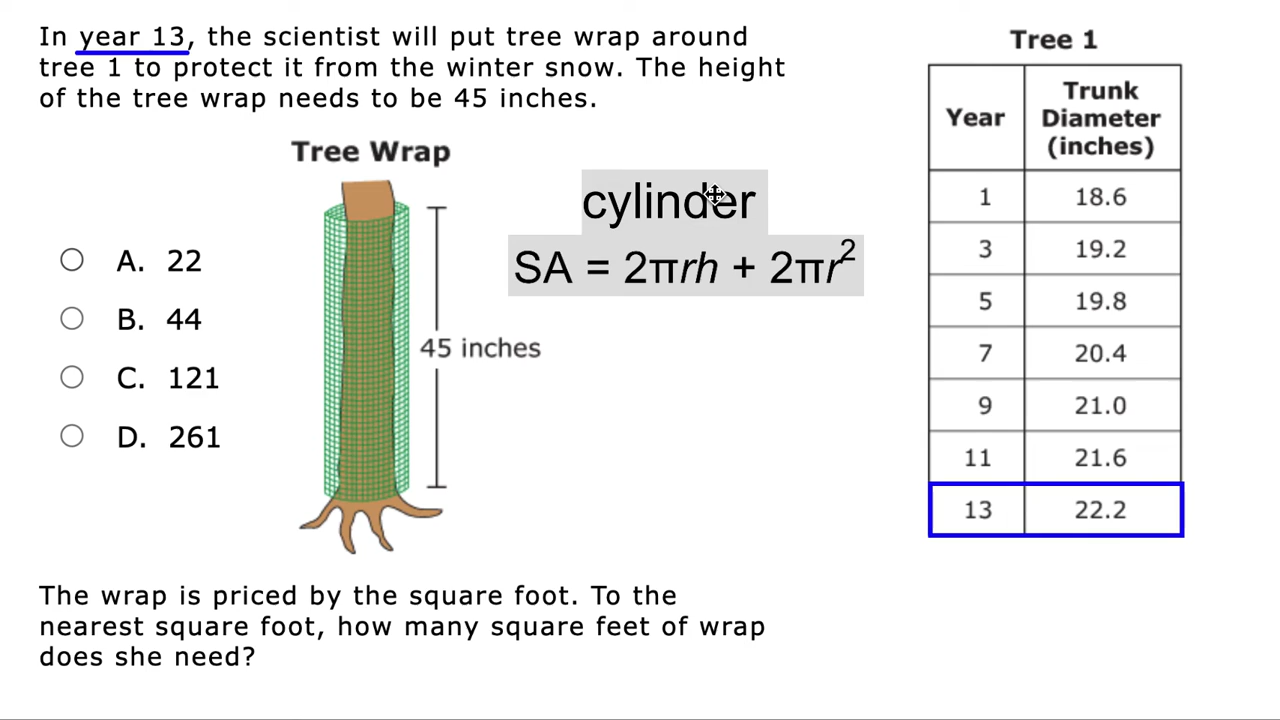 In year 13, the scientist will put tree wrap around
tree 1 to protect it from the winter snow. The height
of the tree wrap needs to be 45 inches.
Tree Wrap
45 inches
A. 22
B. 44
C. 121
D. 261
cylinder
SA = 2πrh + 2πr²
Tree 1
Year Trunk Diameter (inches)
1 18.6
3 19.2
5 19.8
7 20.4
9 21.0
11 21.6
13 22.2
The wrap is priced by the square foot. To the
nearest square foot, how many square feet of wrap
does she need?